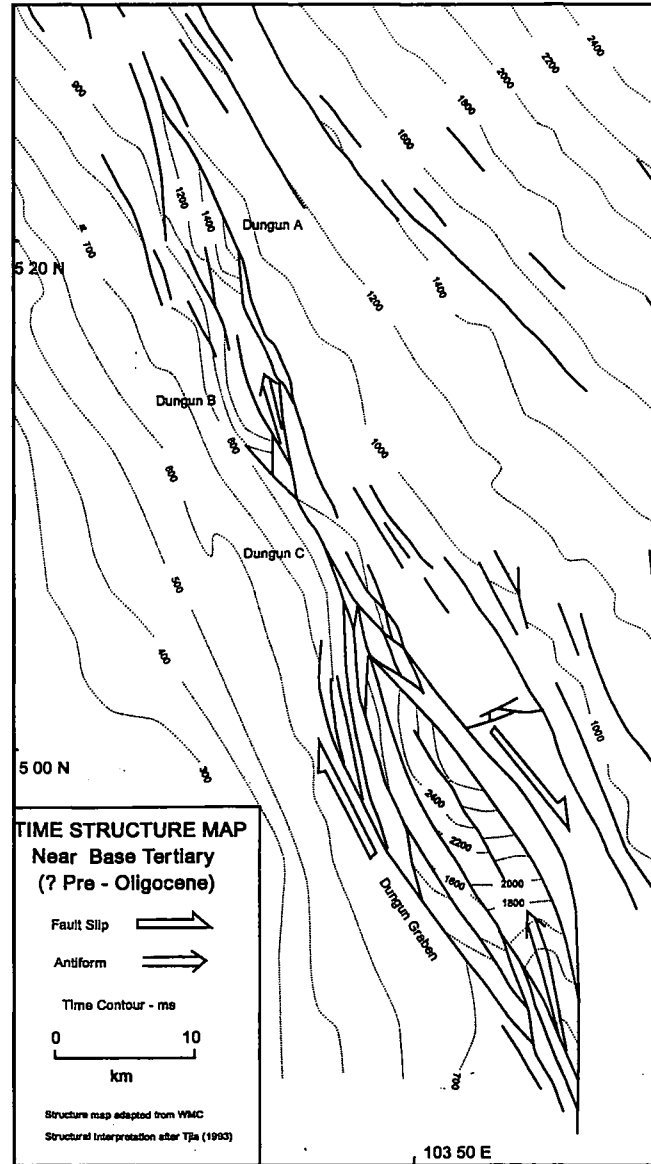 2400
2200
2000
1800
1600
900
1200
1400
Dungun A
700
5 20 N
1400
1200
Dungun B
600
1000
600
Dungun C
500
400
1000
5 00 N
300
2400
2200
1600
2000
1800
Dungun Graben
700
TIME STRUCTURE MAP
Near Base Tertiary
(? Pre - Oligocene)
Fault Slip
Antiform
Time Contour - ms
0 10
km
Structure map adapted from WMC
Structural Interpretation after Tjia (1993)
103 50 E